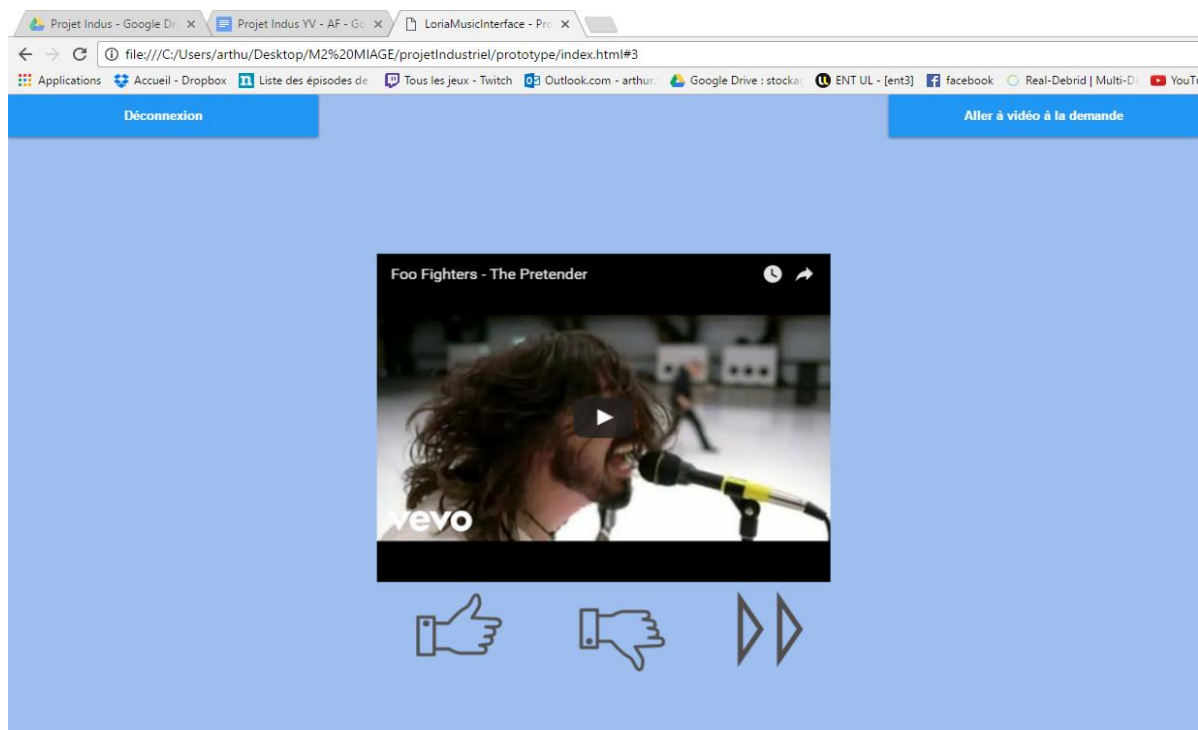 Projet Indus - Google Dr
Projet Indus YV - AF - Go
LoriaMusicInterface - Pro
file:///C:/Users/arthu/Desktop/M2%20MIAGE/projetIndustriel/prototype/index.html#3
Applications Accueil - Dropbox Liste des épisodes de Tous les jeux - Twitch Outlook.com - arthur. Google Drive : stocka ENT UL - [ent3] facebook Real-Debrid | Multi-D YouTu
Déconnexion
Aller à vidéo à la demande
Foo Fighters - The Pretender
vevo